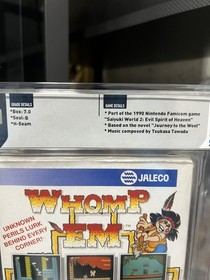 GRADE DETAILS
*Box: 7.0
*Seal-B
*H-Seam
GAME DETAILS
* Port of the 1990 Nintendo Famicom game
"Saiyuki World 2: Evil Spirit of Heaven"
* Based on the novel "Journey to the West"
* Music composed by Tsukasa Tawada
JALECO
WHOMP
'EM
TM
UNKNOWN
PERILS LURK
BEHIND EVERY
CORNER!